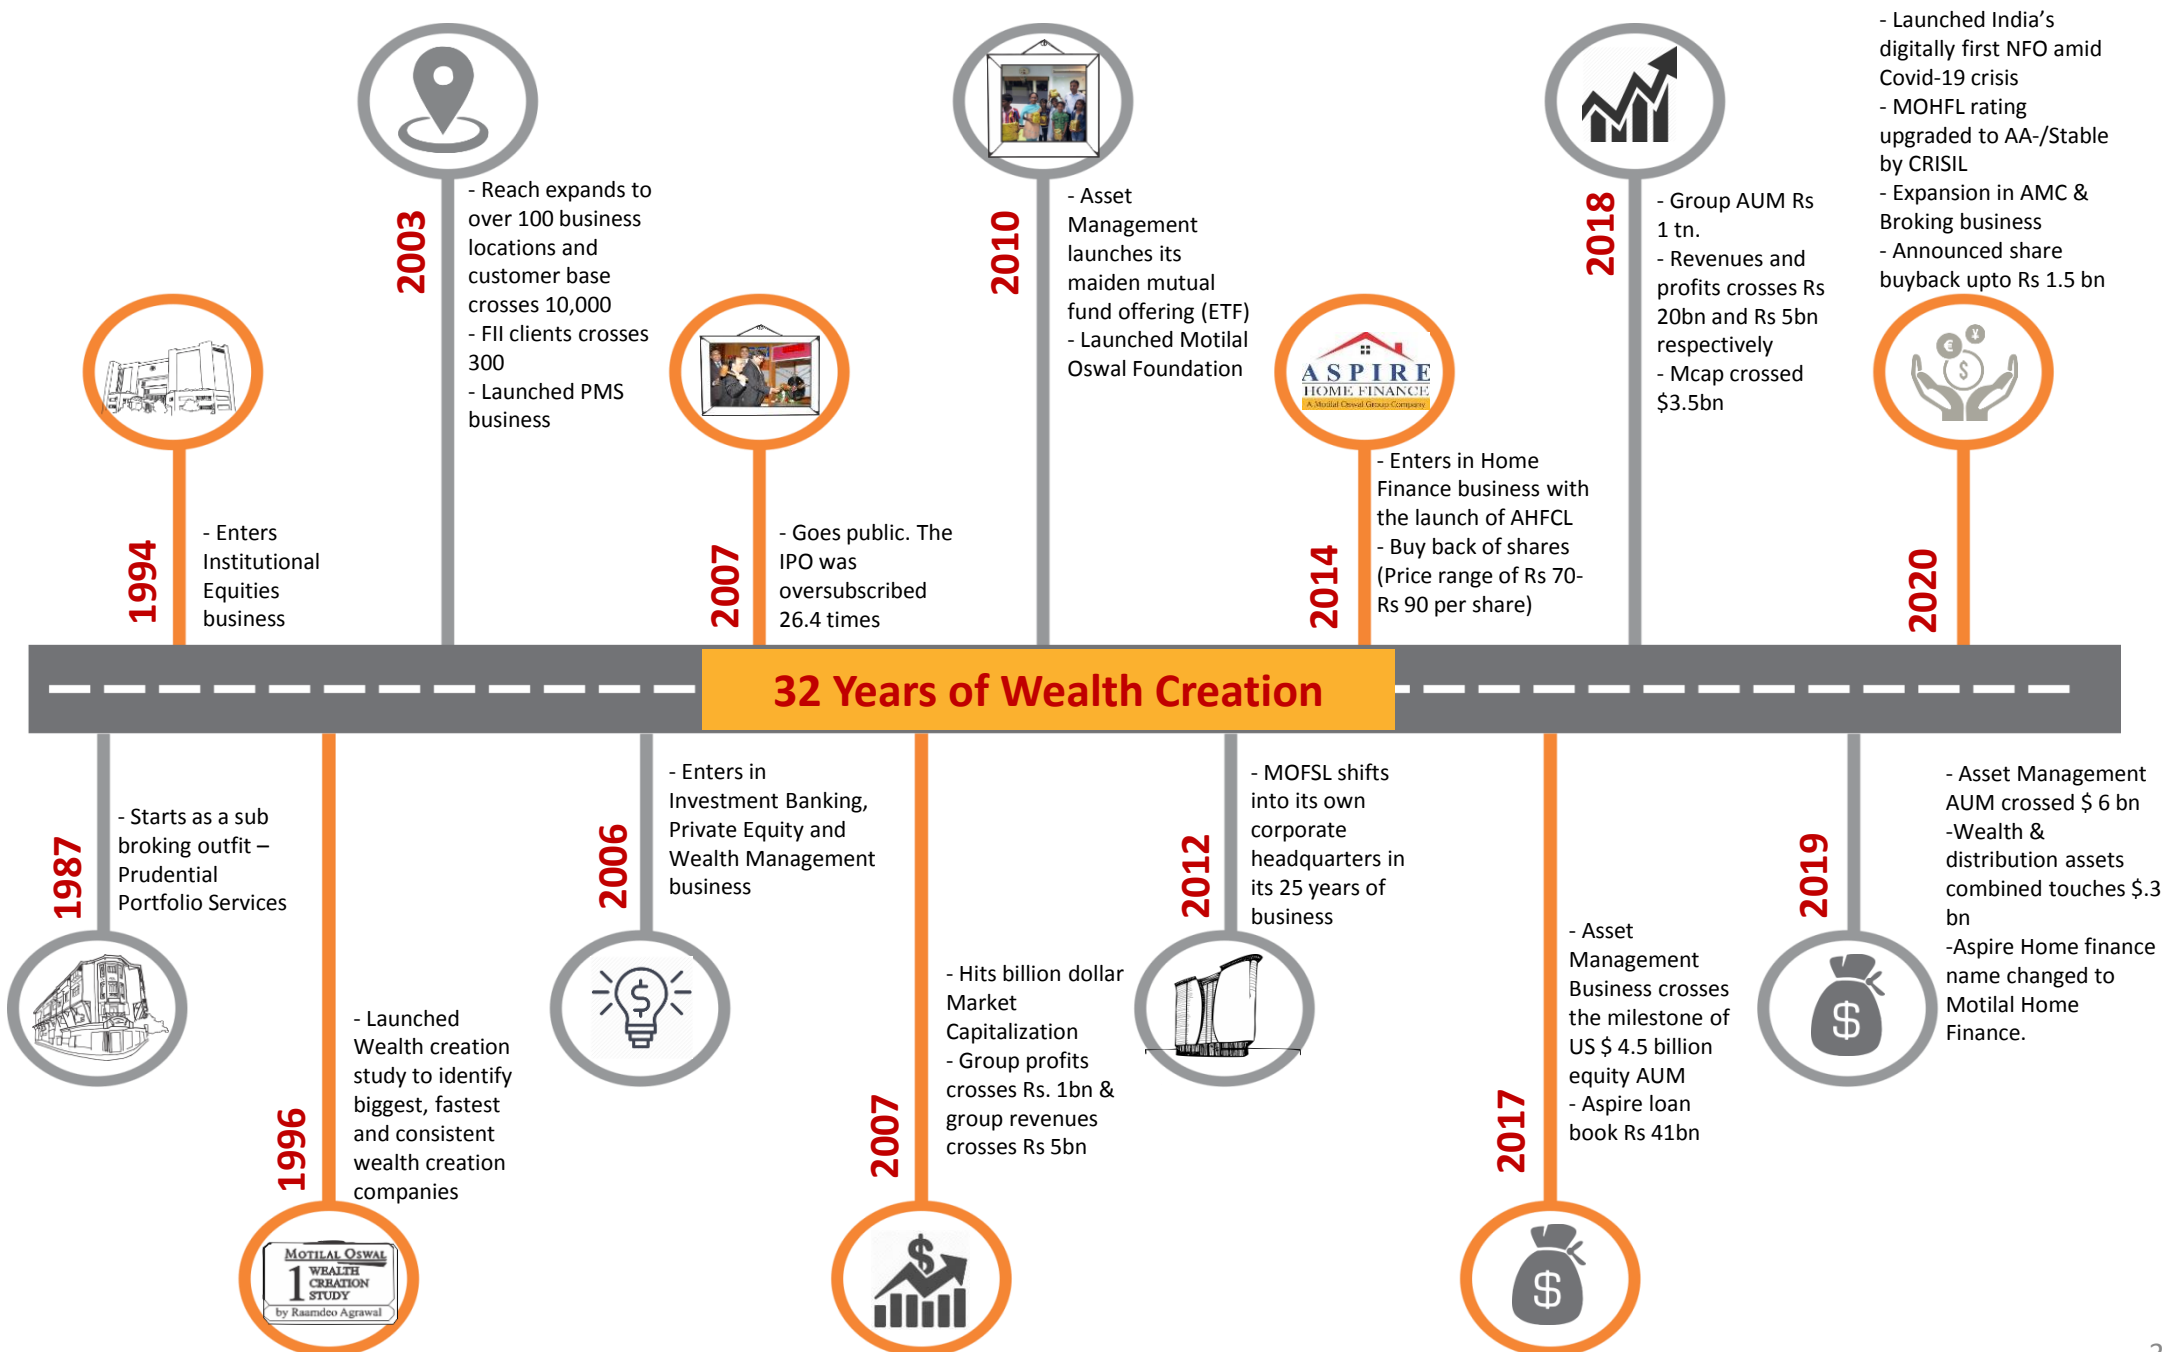 - Launched India’s
digitally first NFO amid
Covid-19 crisis
- MOHFL rating
upgraded to AA-/Stable
by CRISIL
- Expansion in AMC &
Broking business
- Announced share
buyback upto Rs 1.5 bn
2003
- Reach expands to
over 100 business
locations and
customer base
crosses 10,000
- FII clients crosses
300
- Launched PMS
business
2010
- Asset
Management
launches its
maiden mutual
fund offering (ETF)
- Launched Motilal
Oswal Foundation
2018
- Group AUM Rs
1 tn.
- Revenues and
profits crosses Rs
20bn and Rs 5bn
respectively
- Mcap crossed
$3.5bn
1994
- Enters
Institutional
Equities
business
2007
- Goes public. The
IPO was
oversubscribed
26.4 times
ASPIRE
HOME FINANCE
A Motilal Oswal Group Company
2014
- Enters in Home
Finance business with
the launch of AHFCL
- Buy back of shares
(Price range of Rs 70-
Rs 90 per share)
2020
32 Years of Wealth Creation
1987
- Starts as a sub
broking outfit –
Prudential
Portfolio Services
1996
- Launched
Wealth creation
study to identify
biggest, fastest
and consistent
wealth creation
companies
MOTILAL OSWAL
1 WEALTH
CREATION
STUDY
by Raamdeo Agrawal
2006
- Enters in
Investment Banking,
Private Equity and
Wealth Management
business
2007
- Hits billion dollar
Market
Capitalization
- Group profits
crosses Rs. 1bn &
group revenues
crosses Rs 5bn
2012
- MOFSL shifts
into its own
corporate
headquarters in
its 25 years of
business
2017
- Asset
Management
Business crosses
the milestone of
US $ 4.5 billion
equity AUM
- Aspire loan
book Rs 41bn
2019
- Asset Management
AUM crossed $ 6 bn
-Wealth &
distribution assets
combined touches $.3
bn
-Aspire Home finance
name changed to
Motilal Home
Finance.